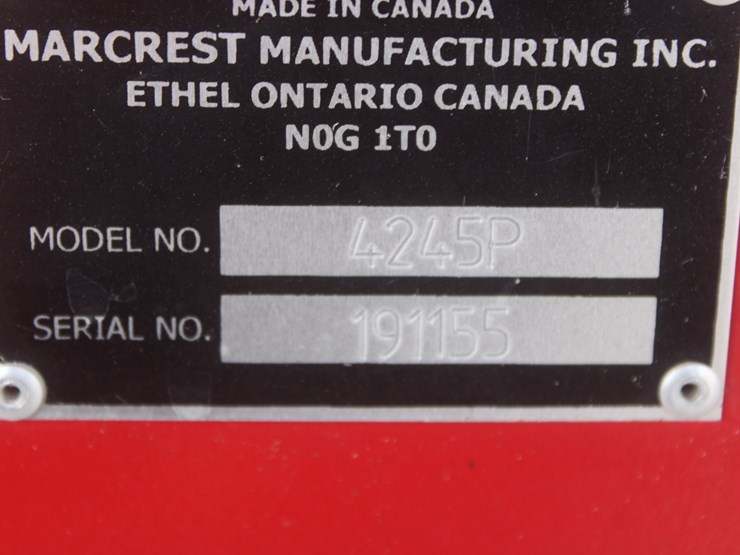 MADE IN CANADA
MARCREST MANUFACTURING INC.
ETHEL ONTARIO CANADA
N0G 1T0
MODEL NO. 4245P
SERIAL NO. 191155